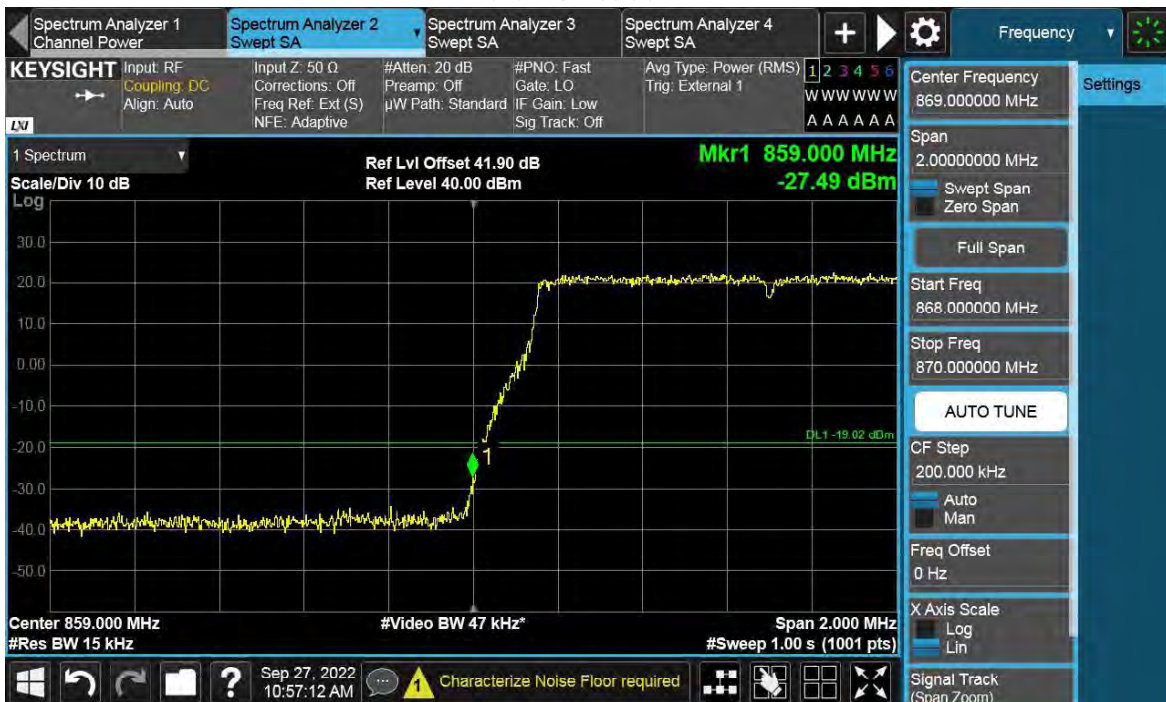 Spectrum Analyzer 1
Channel Power
Spectrum Analyzer 2
Swept SA
Spectrum Analyzer 3
Swept SA
Spectrum Analyzer 4
Swept SA
Frequency
KEYSIGHT
LXI
Input: RF
Coupling: DC
Align: Auto
Input Z: 50 Ω
Corrections: Off
Freq Ref: Ext (S)
NFE: Adaptive
#Atten: 20 dB
Preamp: Off
µW Path: Standard
#PNO: Fast
Gate: LO
IF Gain: Low
Sig Track: Off
Avg Type: Power (RMS)
Trig: External 1
1 2 3 4 5 6
W W W W W W
A A A A A A
1 Spectrum
Scale/Div 10 dB
Log
Ref Lvl Offset 41.90 dB
Ref Level 40.00 dBm
Mkr1 859.000 MHz
-27.49 dBm
30.0
20.0
10.0
0.00
-10.0
-20.0
-30.0
-40.0
-50.0
DL1 -19.02 dBm
1
Center 859.000 MHz
#Res BW 15 kHz
#Video BW 47 kHz*
Span 2.000 MHz
#Sweep 1.00 s (1001 pts)
Center Frequency
869.000000 MHz
Span
2.00000000 MHz
Swept Span
Zero Span
Full Span
Start Freq
868.000000 MHz
Stop Freq
870.000000 MHz
AUTO TUNE
CF Step
200.000 kHz
Auto
Man
Freq Offset
0 Hz
X Axis Scale
Log
Lin
Signal Track
(Span Zoom)
Settings
?
Sep 27, 2022
10:57:12 AM
1
Characterize Noise Floor required